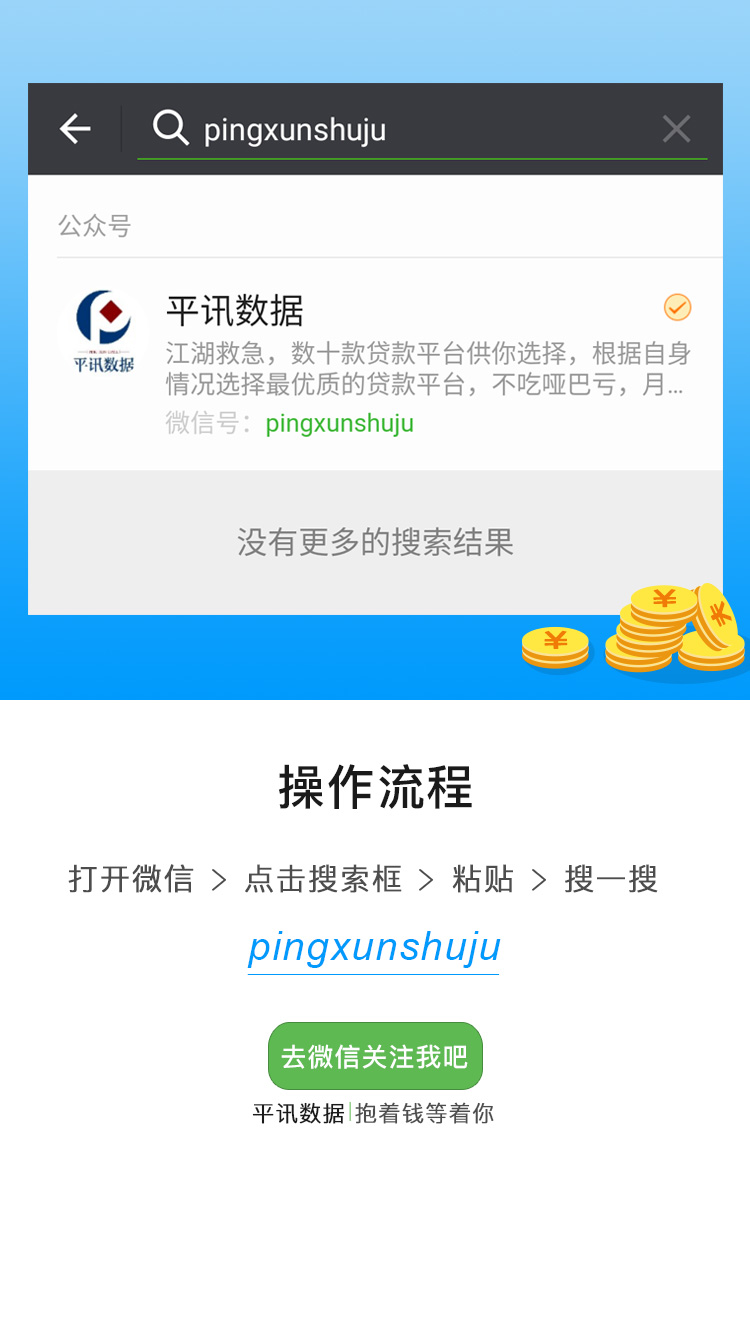 pingxunshuju
公众号
平讯数据
江湖救急，数十款贷款平台供你选择，根据自身
情况选择最优质的贷款平台，不吃哑巴亏，月...
平讯数据
微信号：pingxunshuju
没有更多的搜索结果
¥
¥
¥
操作流程
打开微信 > 点击搜索框 > 粘贴 > 搜一搜
pingxunshuju
去微信关注我吧
平讯数据|抱着钱等着你